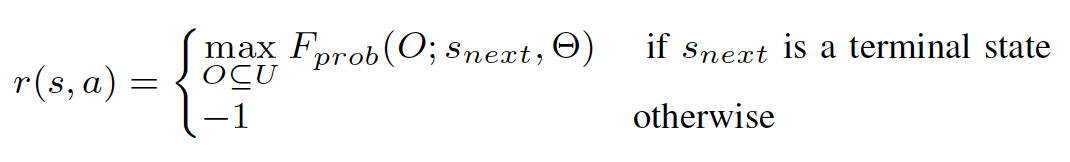 r(s, a) = { max_{O⊆U} F_{prob}(O; s_{next}, Θ) if s_{next} is a terminal state
−1 otherwise